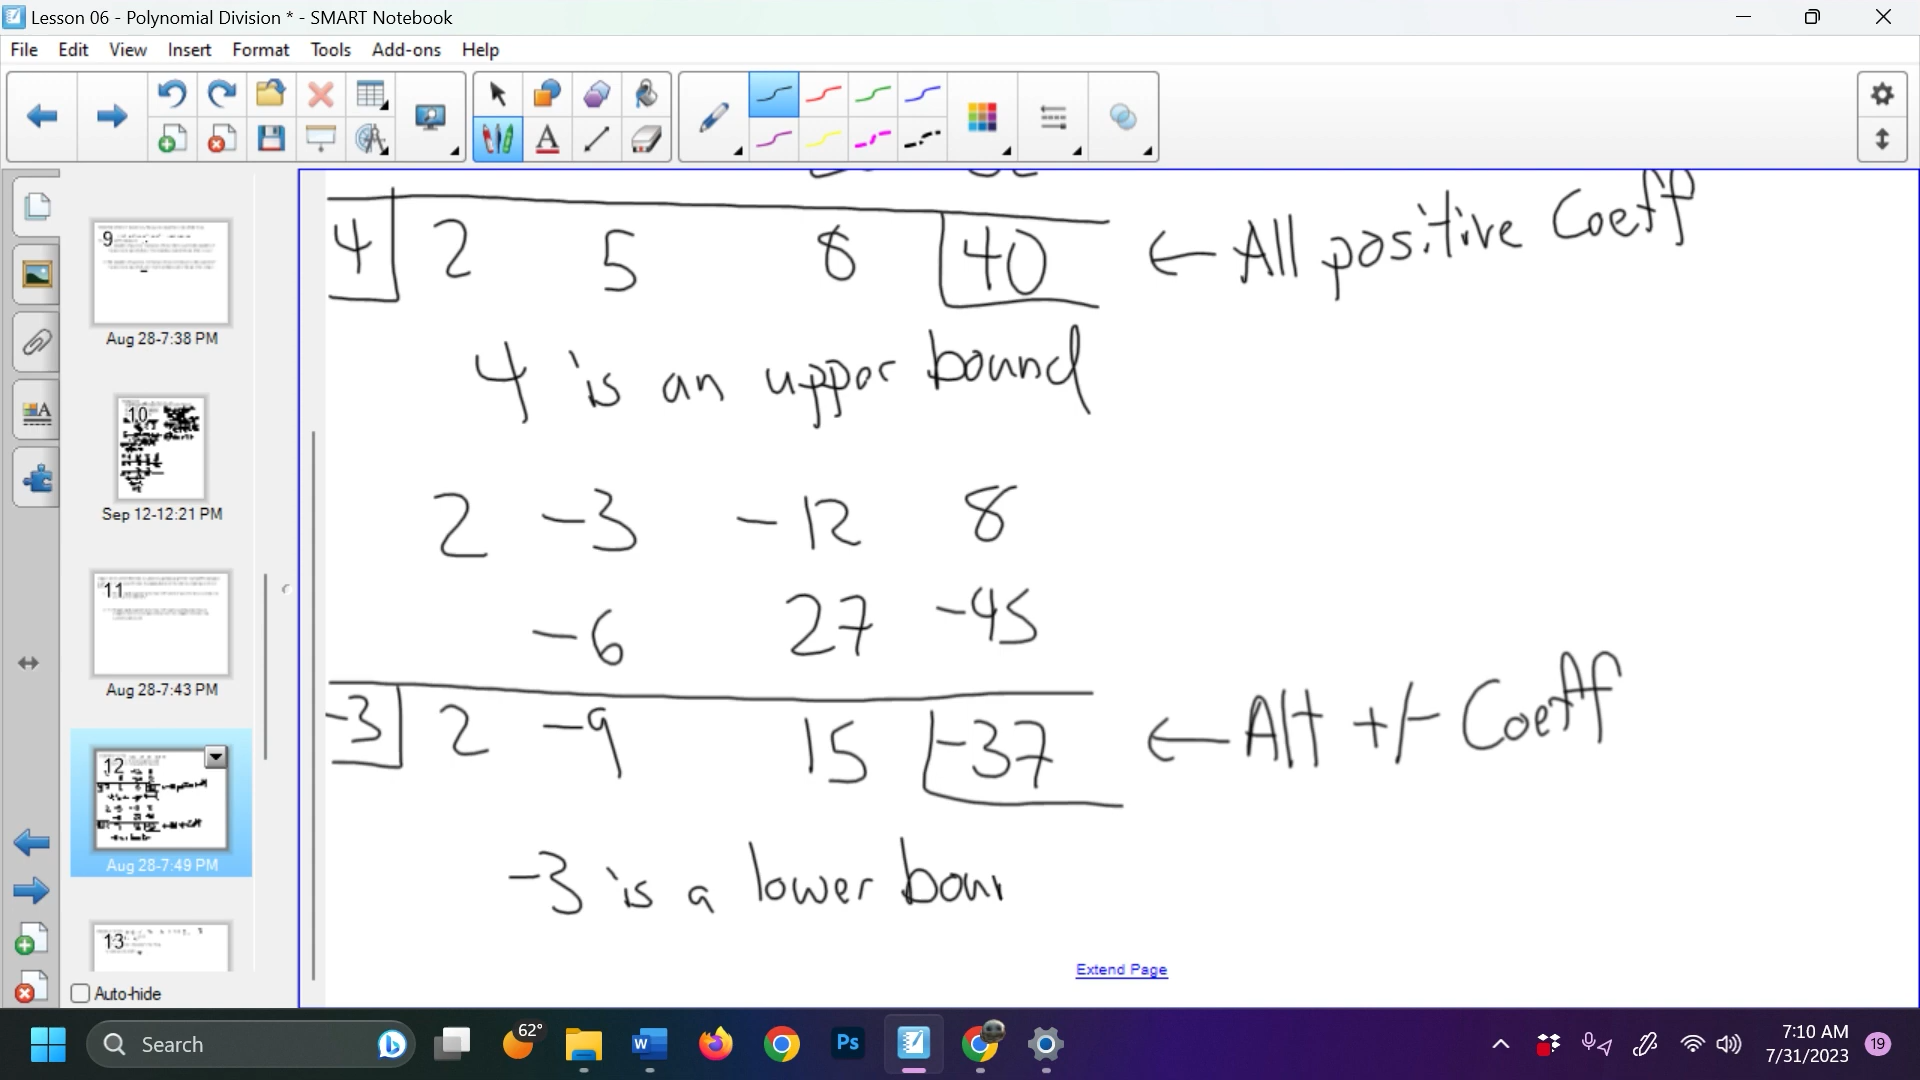 Lesson 06 - Polynomial Division * - SMART Notebook
File Edit View Insert Format Tools Add-ons Help
9
Aug 28-7:38 PM
10
Sep 12-12:21 PM
11
Aug 28-7:43 PM
12
Aug 28-7:49 PM
13
Auto-hide
4 2 5 8 40 ← All positive Coeff
4 is an upper bound
2 -3 -12 8
-6 27 -45
-3 2 -9 15 -37 ← Alt +/- Coeff
-3 is a lower boun
Extend Page
Search
62°
7:10 AM
7/31/2023
19